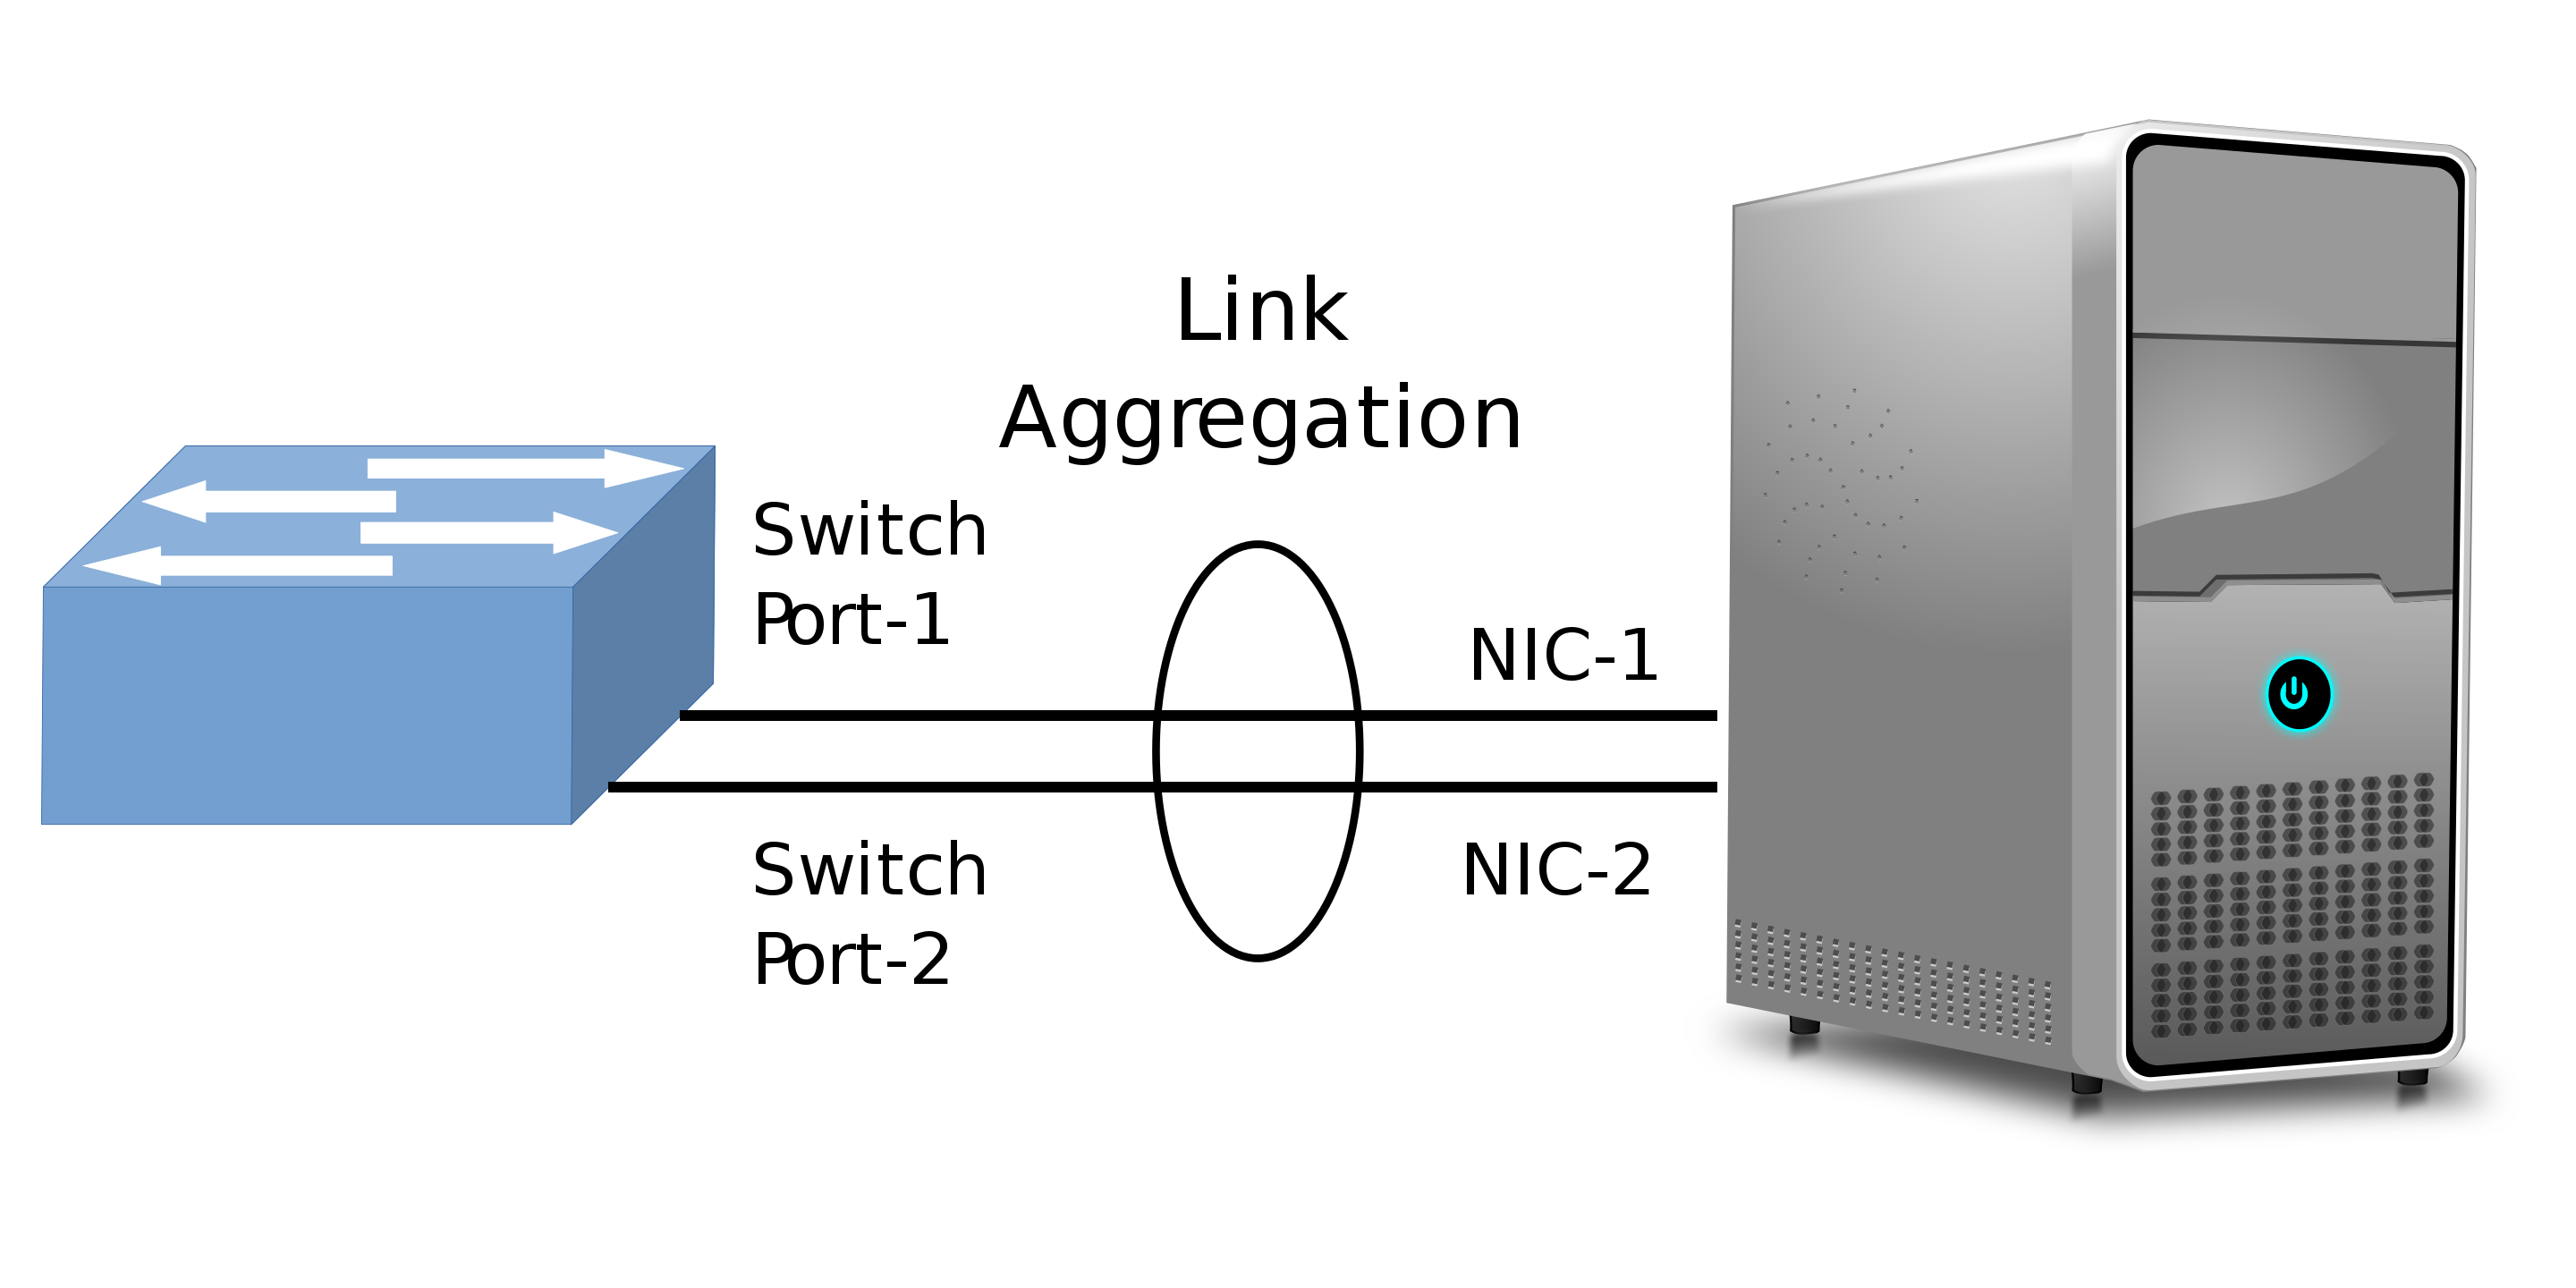 Link
Aggregation
Switch
Port-1
NIC-1
Switch
Port-2
NIC-2